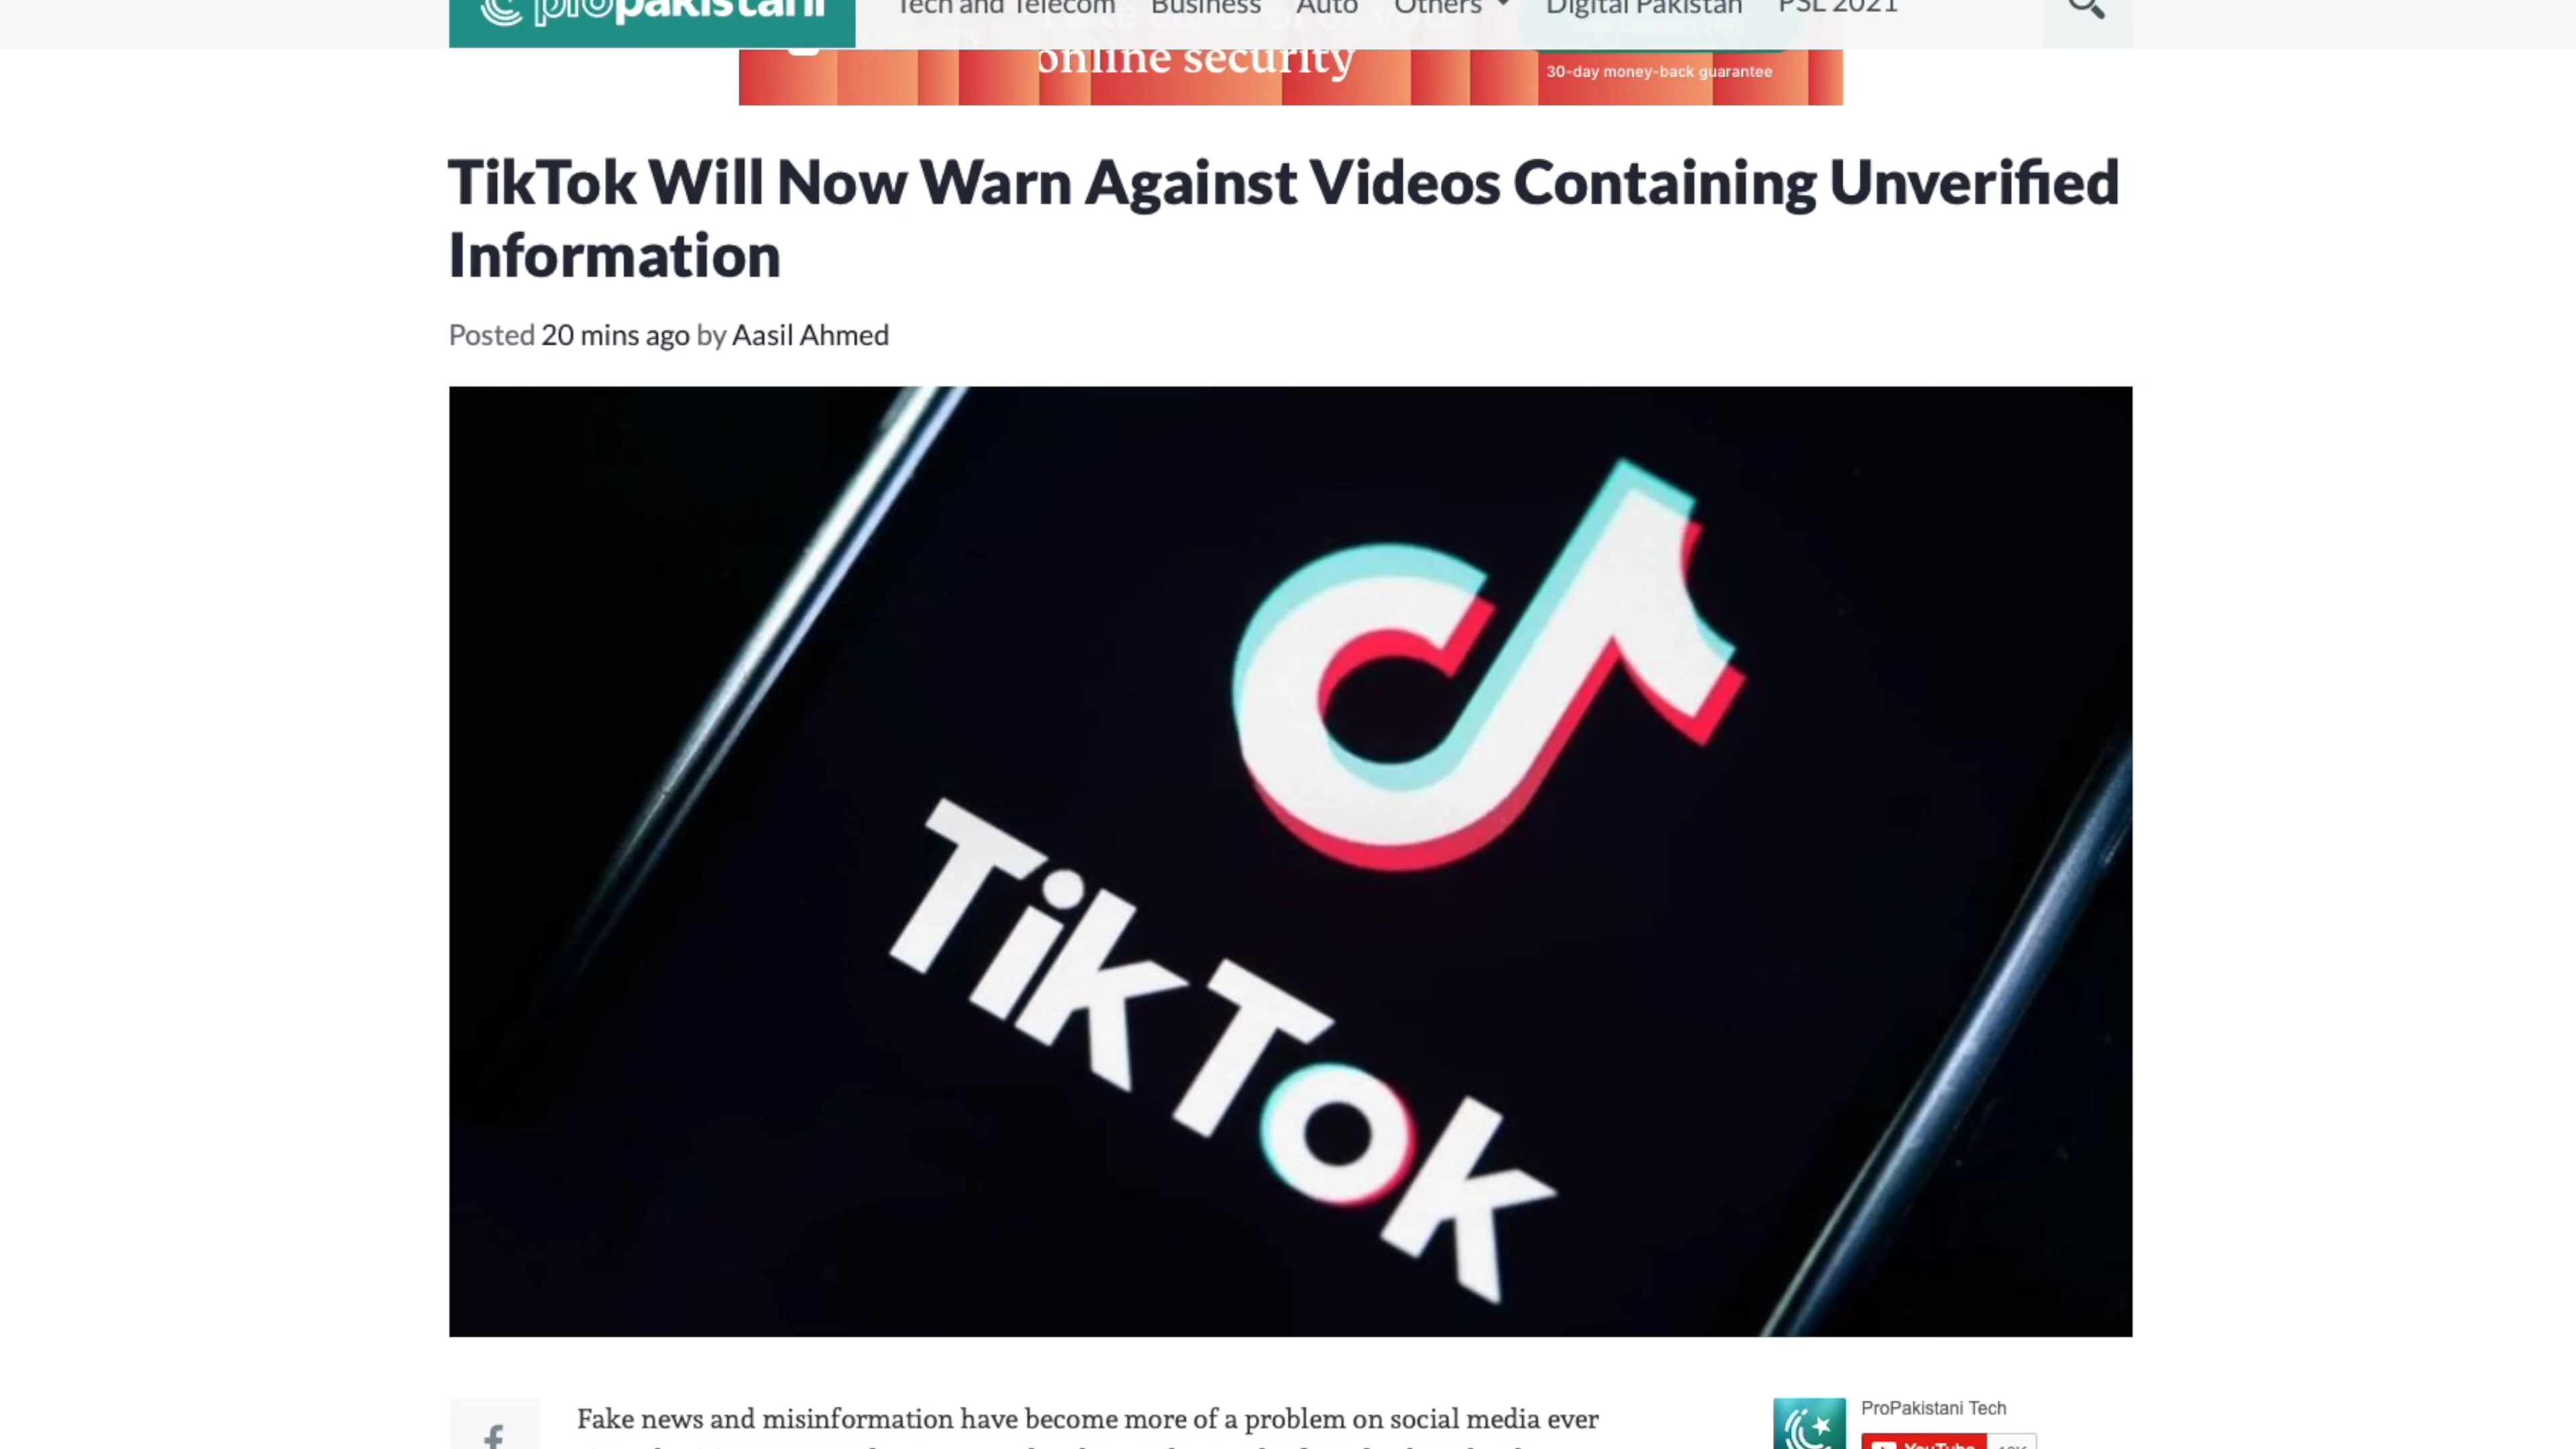 propakistani Tech and Telecom Business Auto Others Digital Pakistan PSL 2021
online security
30-day money-back guarantee
TikTok Will Now Warn Against Videos Containing Unverified
Information
Posted 20 mins ago by Aasil Ahmed
TikTok
Fake news and misinformation have become more of a problem on social media ever
ProPakistani Tech
YouTube